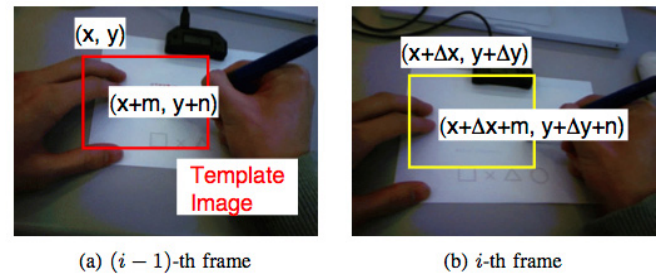 (x, y)
(x+m, y+n)
Template
Image
(x+Δx, y+Δy)
(x+Δx+m, y+Δy+n)
(a) (i − 1)-th frame
(b) i-th frame